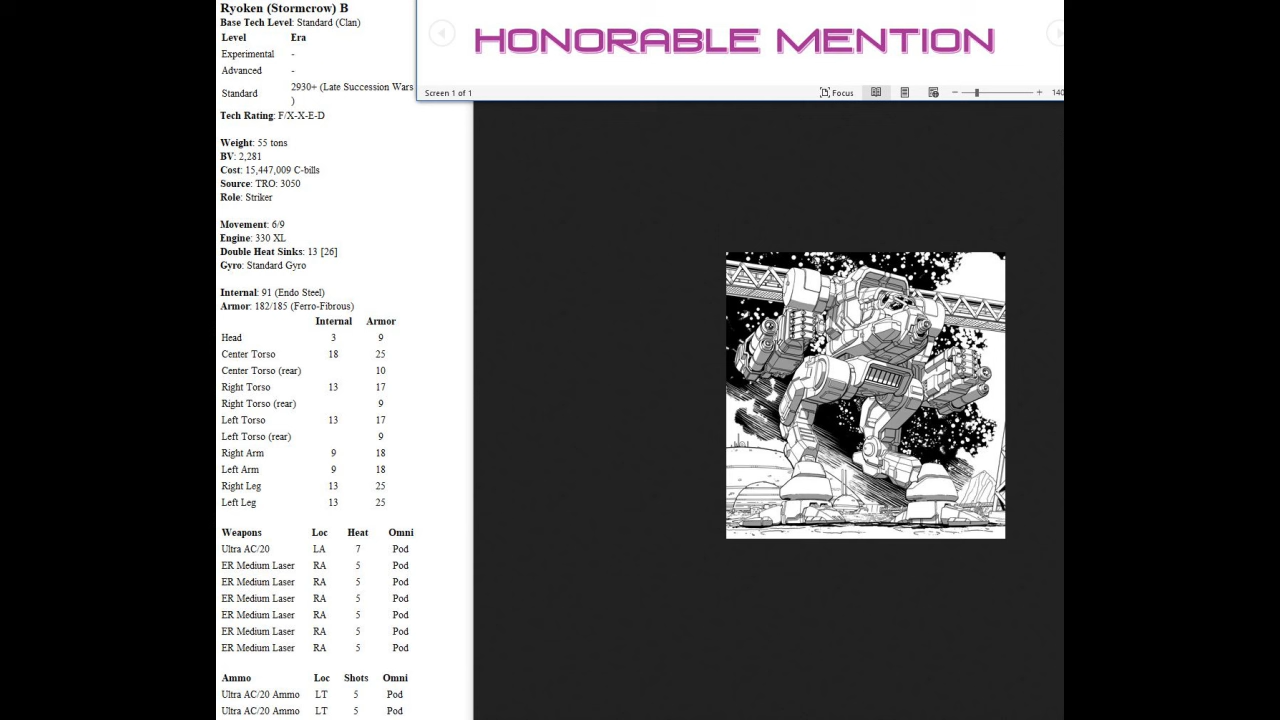 Ryoken (Stormcrow) B
Base Tech Level: Standard (Clan)
Level Era
Experimental -
Advanced -
Standard 2930+ (Late Succession Wars
)
Tech Rating: F/X-X-E-D
Weight: 55 tons
BV: 2,281
Cost: 15,447,009 C-bills
Source: TRO: 3050
Role: Striker
Movement: 6/9
Engine: 330 XL
Double Heat Sinks: 13 [26]
Gyro: Standard Gyro
Internal: 91 (Endo Steel)
Armor: 182/185 (Ferro-Fibrous)
Internal Armor
Head 3 9
Center Torso 18 25
Center Torso (rear) 10
Right Torso 13 17
Right Torso (rear) 9
Left Torso 13 17
Left Torso (rear) 9
Right Arm 9 18
Left Arm 9 18
Right Leg 13 25
Left Leg 13 25
Weapons Loc Heat Omni
Ultra AC/20 LA 7 Pod
ER Medium Laser RA 5 Pod
ER Medium Laser RA 5 Pod
ER Medium Laser RA 5 Pod
ER Medium Laser RA 5 Pod
ER Medium Laser RA 5 Pod
ER Medium Laser RA 5 Pod
Ammo Loc Shots Omni
Ultra AC/20 Ammo LT 5 Pod
Ultra AC/20 Ammo LT 5 Pod
HONORABLE MENTION
Screen 1 of 1 Focus 140